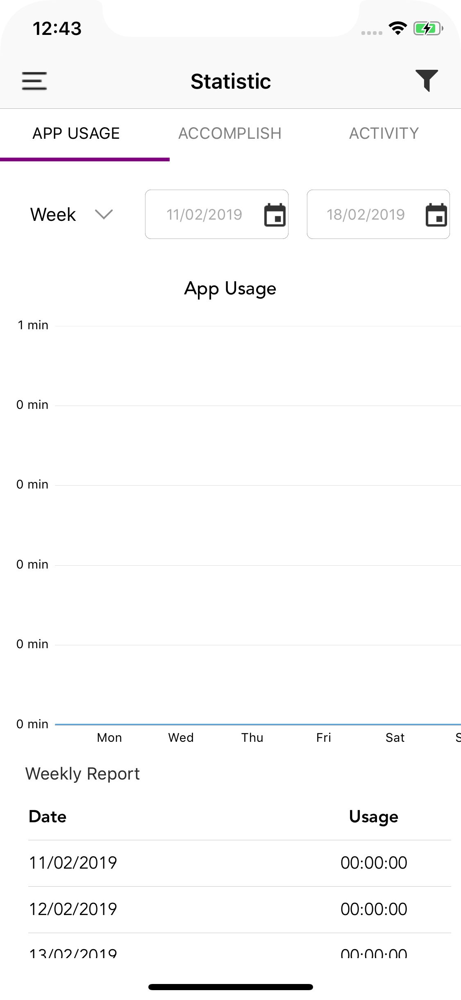 12:43
Statistic
APP USAGE ACCOMPLISH ACTIVITY
Week 11/02/2019 18/02/2019
App Usage
1 min
0 min
0 min
0 min
0 min
0 min
Mon Wed Thu Fri Sat S
Weekly Report
Date Usage
11/02/2019 00:00:00
12/02/2019 00:00:00
13/02/2019 00:00:00